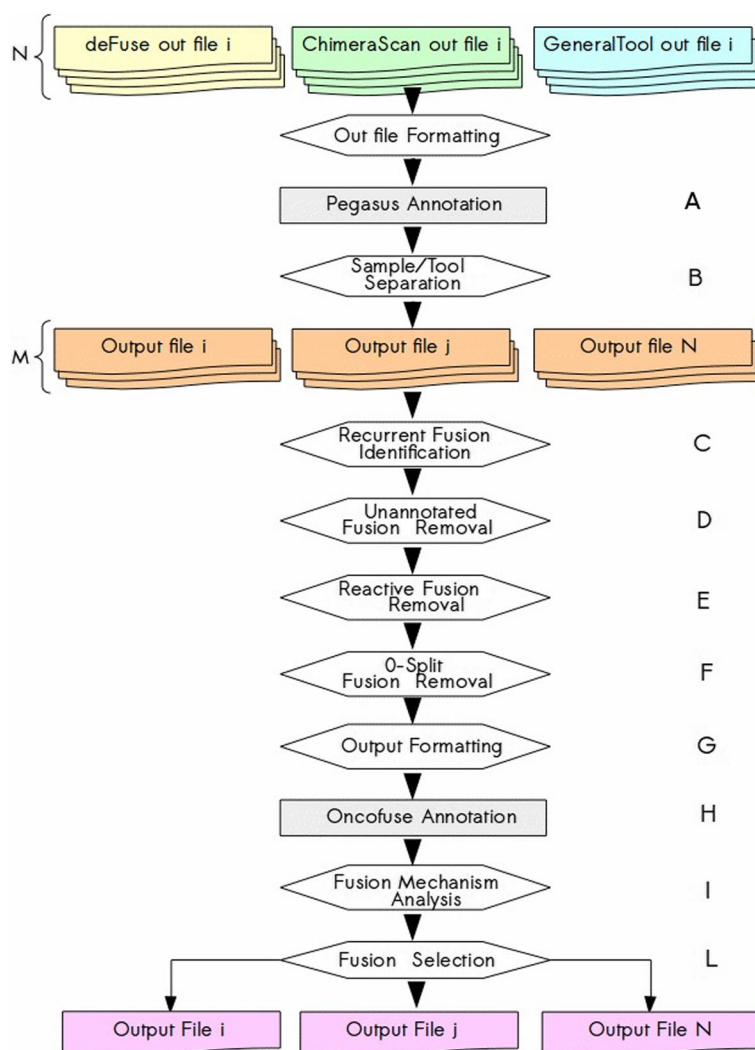 N
deFuse out file i
ChimeraScan out file i
GeneralTool out file i
Out file Formatting
Pegasus Annotation
A
Sample/Tool
Separation
B
M
Output file i
Output file j
Output file N
Recurrent Fusion
Identification
C
Unannotated
Fusion Removal
D
Reactive Fusion
Removal
E
0-Split
Fusion Removal
F
Output Formatting
G
Oncofuse Annotation
H
Fusion Mechanism
Analysis
I
Fusion Selection
L
Output File i
Output File j
Output File N